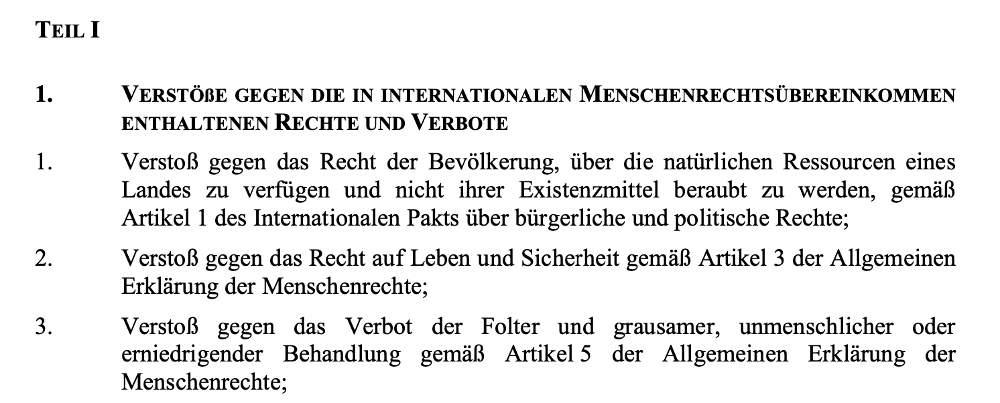 TEIL I
1. VERSTÖßE GEGEN DIE IN INTERNATIONALEN MENSCHENRECHTSÜBEREINKOMMEN
ENTHALTENEN RECHTE UND VERBOTE
1. Verstoß gegen das Recht der Bevölkerung, über die natürlichen Ressourcen eines
Landes zu verfügen und nicht ihrer Existenzmittel beraubt zu werden, gemäß
Artikel 1 des Internationalen Pakts über bürgerliche und politische Rechte;
2. Verstoß gegen das Recht auf Leben und Sicherheit gemäß Artikel 3 der Allgemeinen
Erklärung der Menschenrechte;
3. Verstoß gegen das Verbot der Folter und grausamer, unmenschlicher oder
erniedrigender Behandlung gemäß Artikel 5 der Allgemeinen Erklärung der
Menschenrechte;